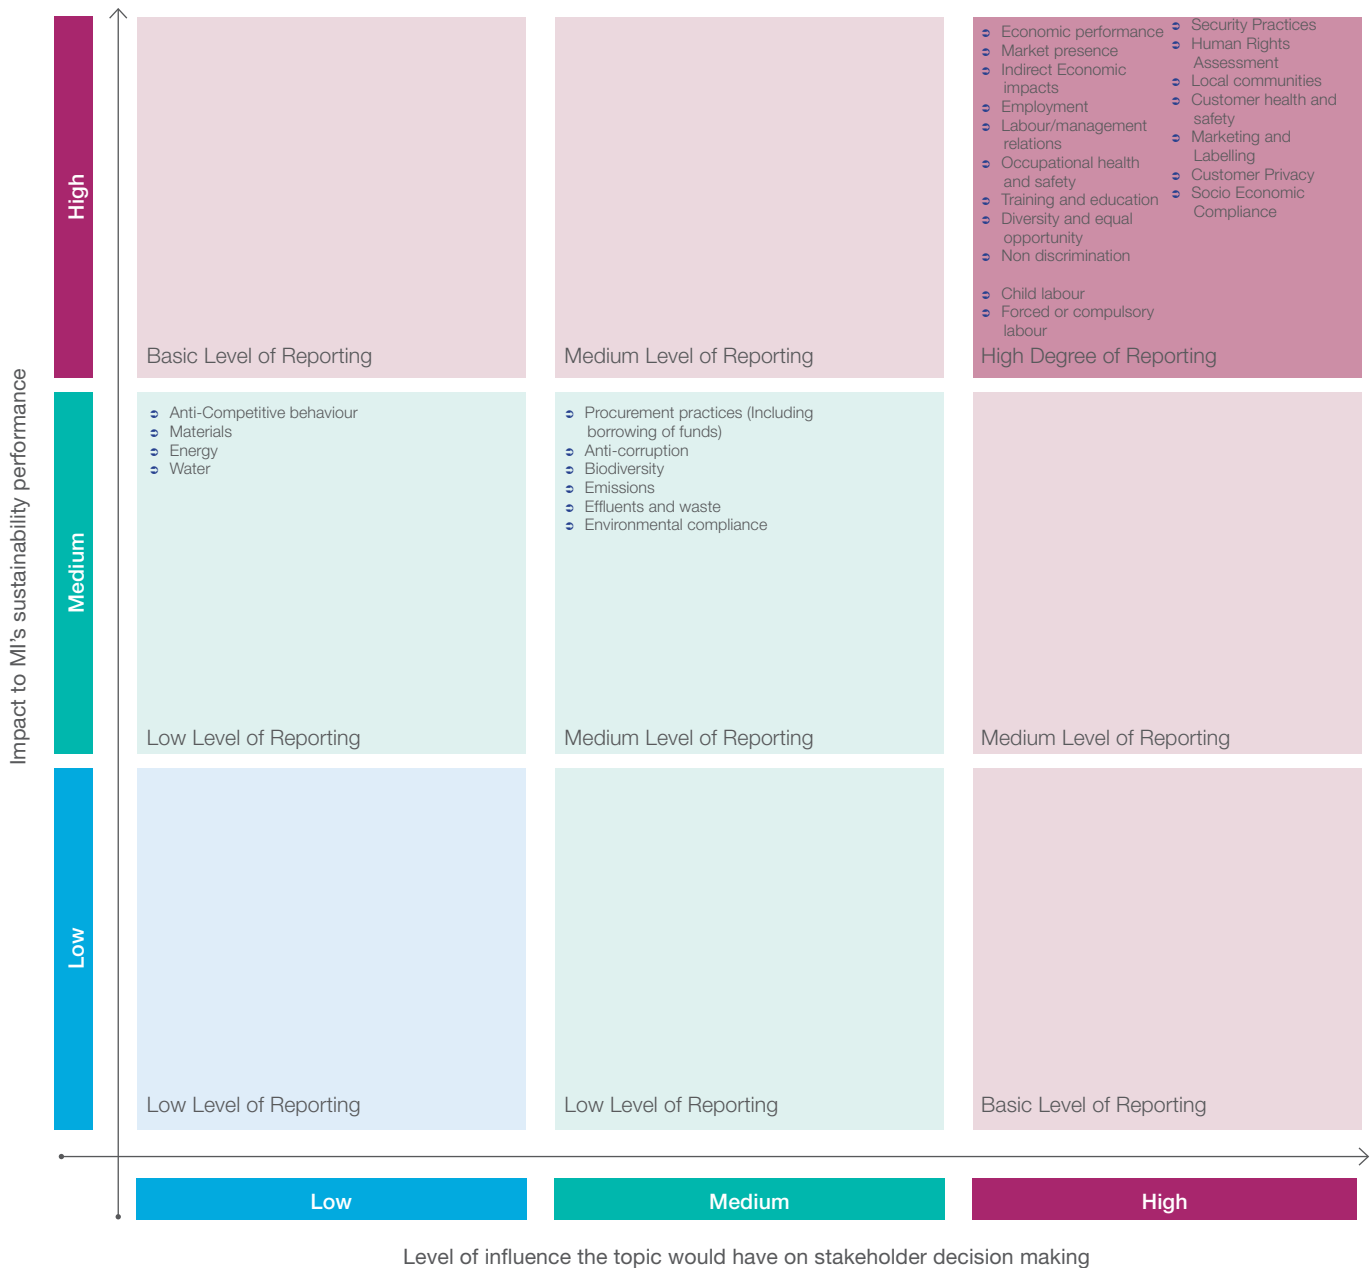 Impact to MI's sustainability performance
High
Economic performance
Market presence
Indirect Economic
impacts
Employment
Labour/management
relations
Occupational health
and safety
Training and education
Diversity and equal
opportunity
Non discrimination
Child labour
Forced or compulsory
labour
Security Practices
Human Rights
Assessment
Local communities
Customer health and
safety
Marketing and
Labelling
Customer Privacy
Socio Economic
Compliance
Basic Level of Reporting
Medium Level of Reporting
High Degree of Reporting
Medium
Anti-Competitive behaviour
Materials
Energy
Water
Procurement practices (Including
borrowing of funds)
Anti-corruption
Biodiversity
Emissions
Effluents and waste
Environmental compliance
Low Level of Reporting
Medium Level of Reporting
Medium Level of Reporting
Low
Low Level of Reporting
Low Level of Reporting
Basic Level of Reporting
Low
Medium
High
Level of influence the topic would have on stakeholder decision making